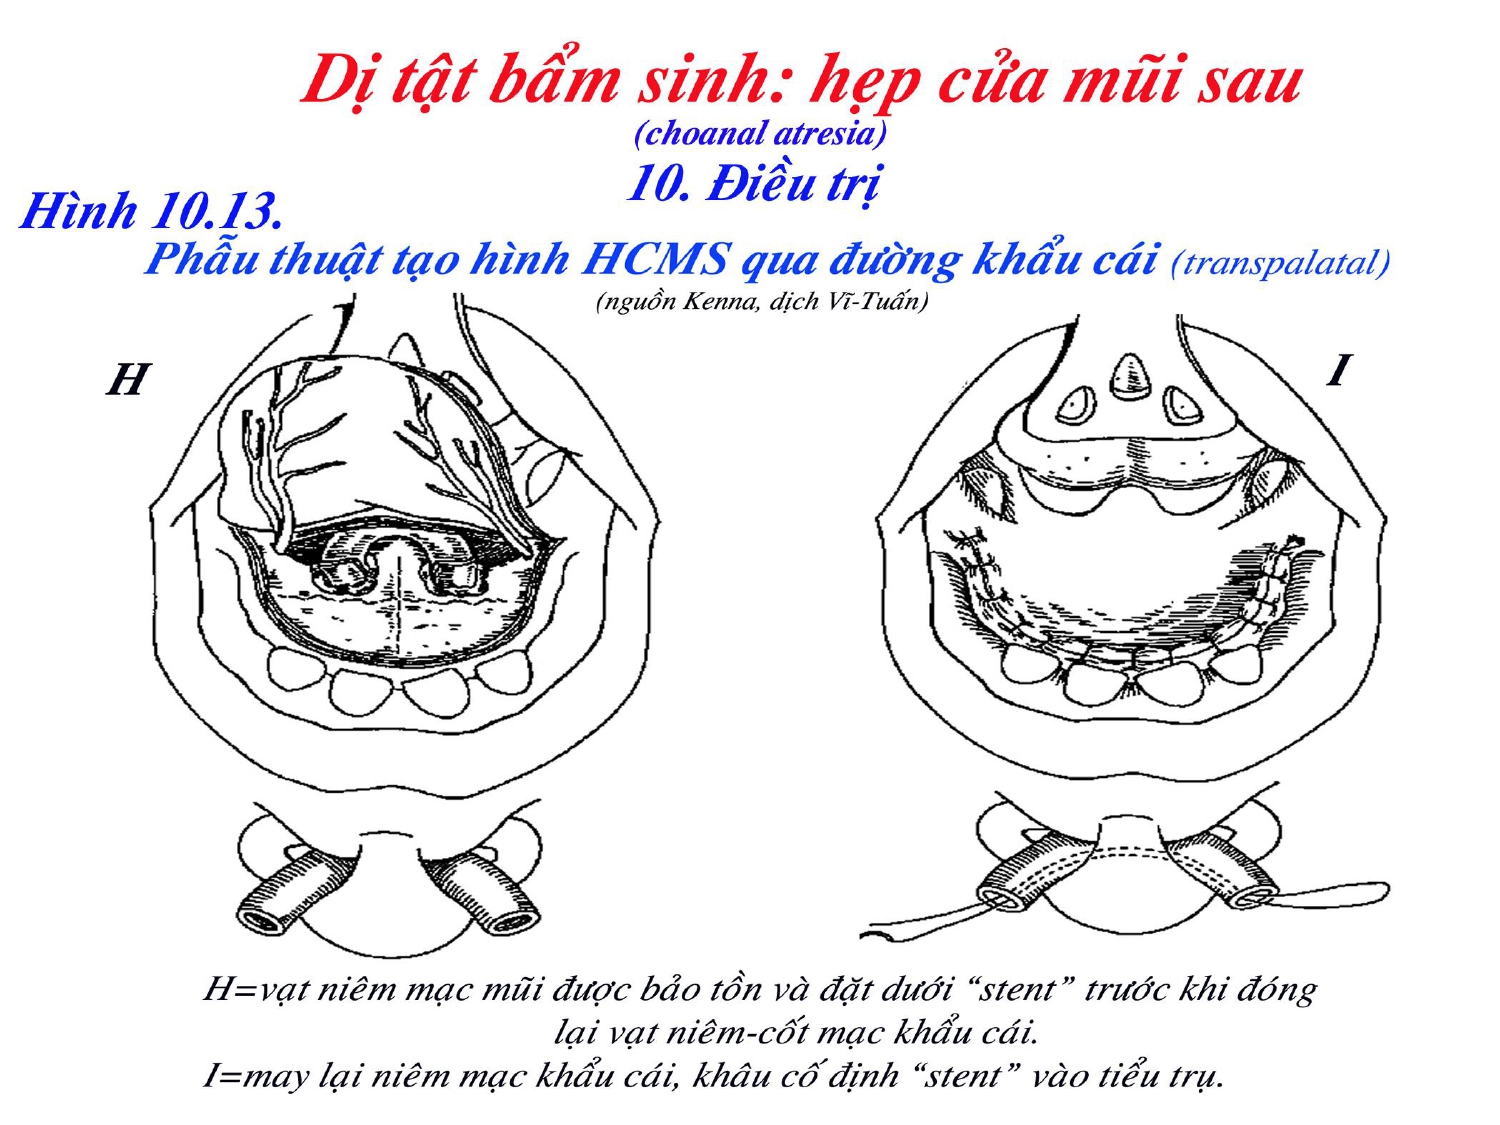 Dị tật bẩm sinh: hẹp cửa mũi sau
(choanal atresia)
10. Điều trị
Hình 10.13.
Phẫu thuật tạo hình HCMS qua đường khẩu cái (transpalatal)
(nguồn Kenna, dịch Vĩ-Tuấn)
H
I
H=vạt niêm mạc mũi được bảo tồn và đặt dưới “stent” trước khi đóng
lại vạt niêm-cốt mạc khẩu cái.
I=may lại niêm mạc khẩu cái, khâu cố định “stent” vào tiểu trụ.